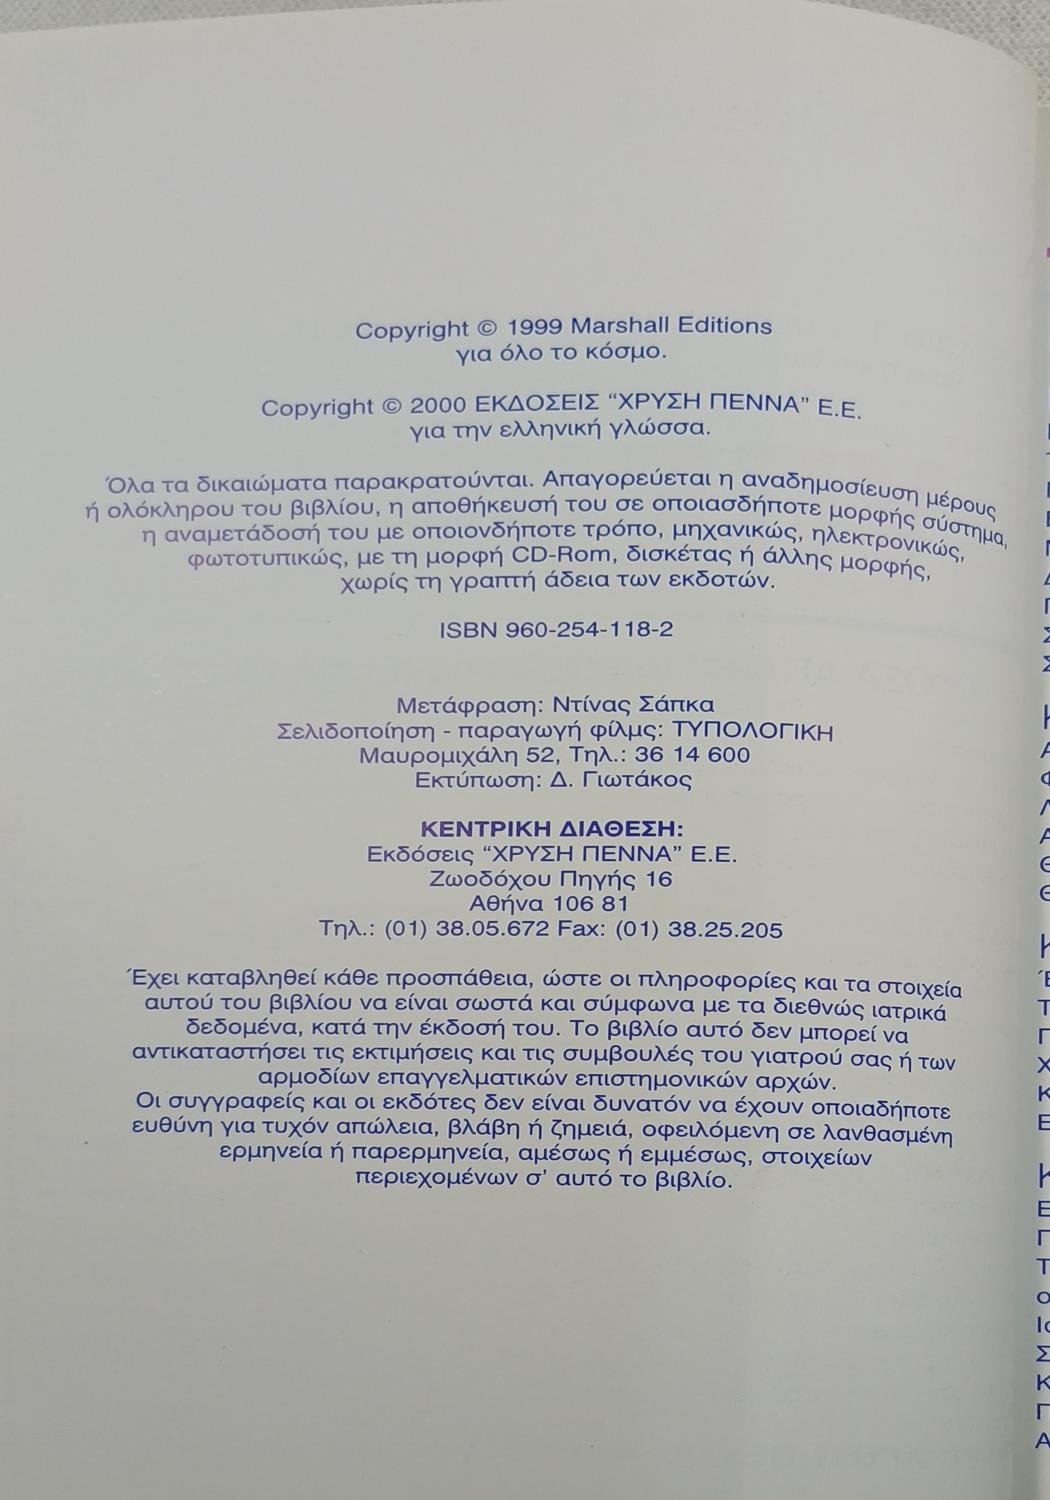 Copyright © 1999 Marshall Editions
για όλο το κόσμο.
Copyright © 2000 ΕΚΔΟΣΕΙΣ “ΧΡΥΣΗ ΠΕΝΝΑ” Ε.Ε.
για την ελληνική γλώσσα.
Όλα τα δικαιώματα παρακρατούνται. Απαγορεύεται η αναδημοσίευση μέρους
ή ολόκληρου του βιβλίου, η αποθήκευσή του σε οποιασδήποτε μορφής σύστημα,
η αναμετάδοσή του με οποιονδήποτε τρόπο, μηχανικώς, ηλεκτρονικώς,
φωτοτυπικώς, με τη μορφή CD-Rom, δισκέτας ή άλλης μορφής,
χωρίς τη γραπτή άδεια των εκδοτών.
ISBN 960-254-118-2
Μετάφραση: Ντίνας Σάπκα
Σελιδοποίηση - παραγωγή φίλμς: ΤΥΠΟΛΟΓΙΚΗ
Μαυρομιχάλη 52, Τηλ.: 36 14 600
Εκτύπωση: Δ. Γιωτάκος
ΚΕΝΤΡΙΚΗ ΔΙΑΘΕΣΗ:
Εκδόσεις “ΧΡΥΣΗ ΠΕΝΝΑ” Ε.Ε.
Ζωοδόχου Πηγής 16
Αθήνα 106 81
Τηλ.: (01) 38.05.672 Fax: (01) 38.25.205
Έχει καταβληθεί κάθε προσπάθεια, ώστε οι πληροφορίες και τα στοιχεία
αυτού του βιβλίου να είναι σωστά και σύμφωνα με τα διεθνώς ιατρικά
δεδομένα, κατά την έκδοσή του. Το βιβλίο αυτό δεν μπορεί να
αντικαταστήσει τις εκτιμήσεις και τις συμβουλές του γιατρού σας ή των
αρμοδίων επαγγελματικών επιστημονικών αρχών.
Οι συγγραφείς και οι εκδότες δεν είναι δυνατόν να έχουν οποιαδήποτε
ευθύνη για τυχόν απώλεια, βλάβη ή ζημειά, οφειλόμενη σε λανθασμένη
ερμηνεία ή παρερμηνεία, αμέσως ή εμμέσως, στοιχείων
περιεχομένων σ’ αυτό το βιβλίο.